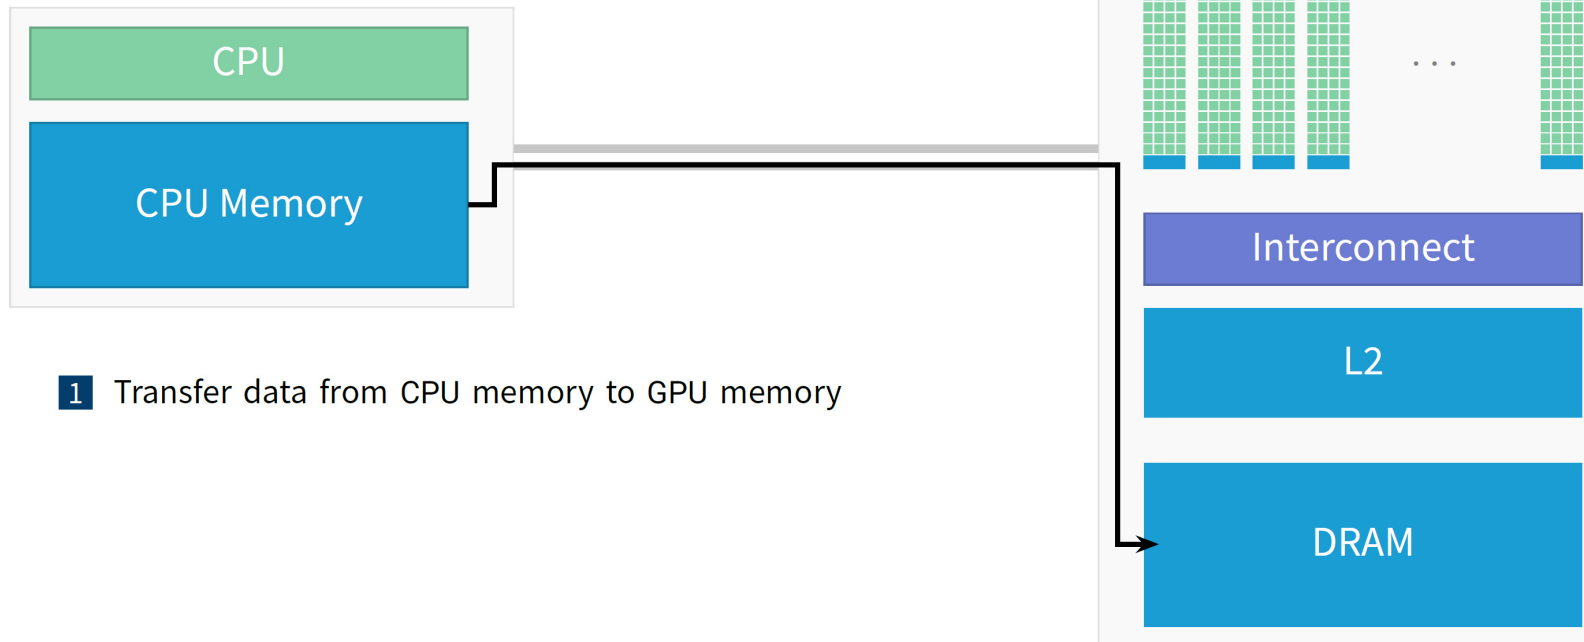 CPU
CPU Memory
. . .
Interconnect
L2
DRAM
1 Transfer data from CPU memory to GPU memory